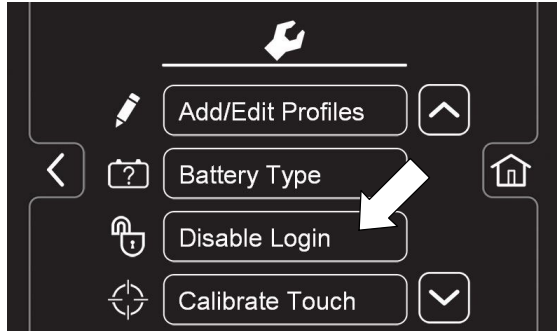 Add/Edit Profiles
Battery Type
Disable Login
Calibrate Touch